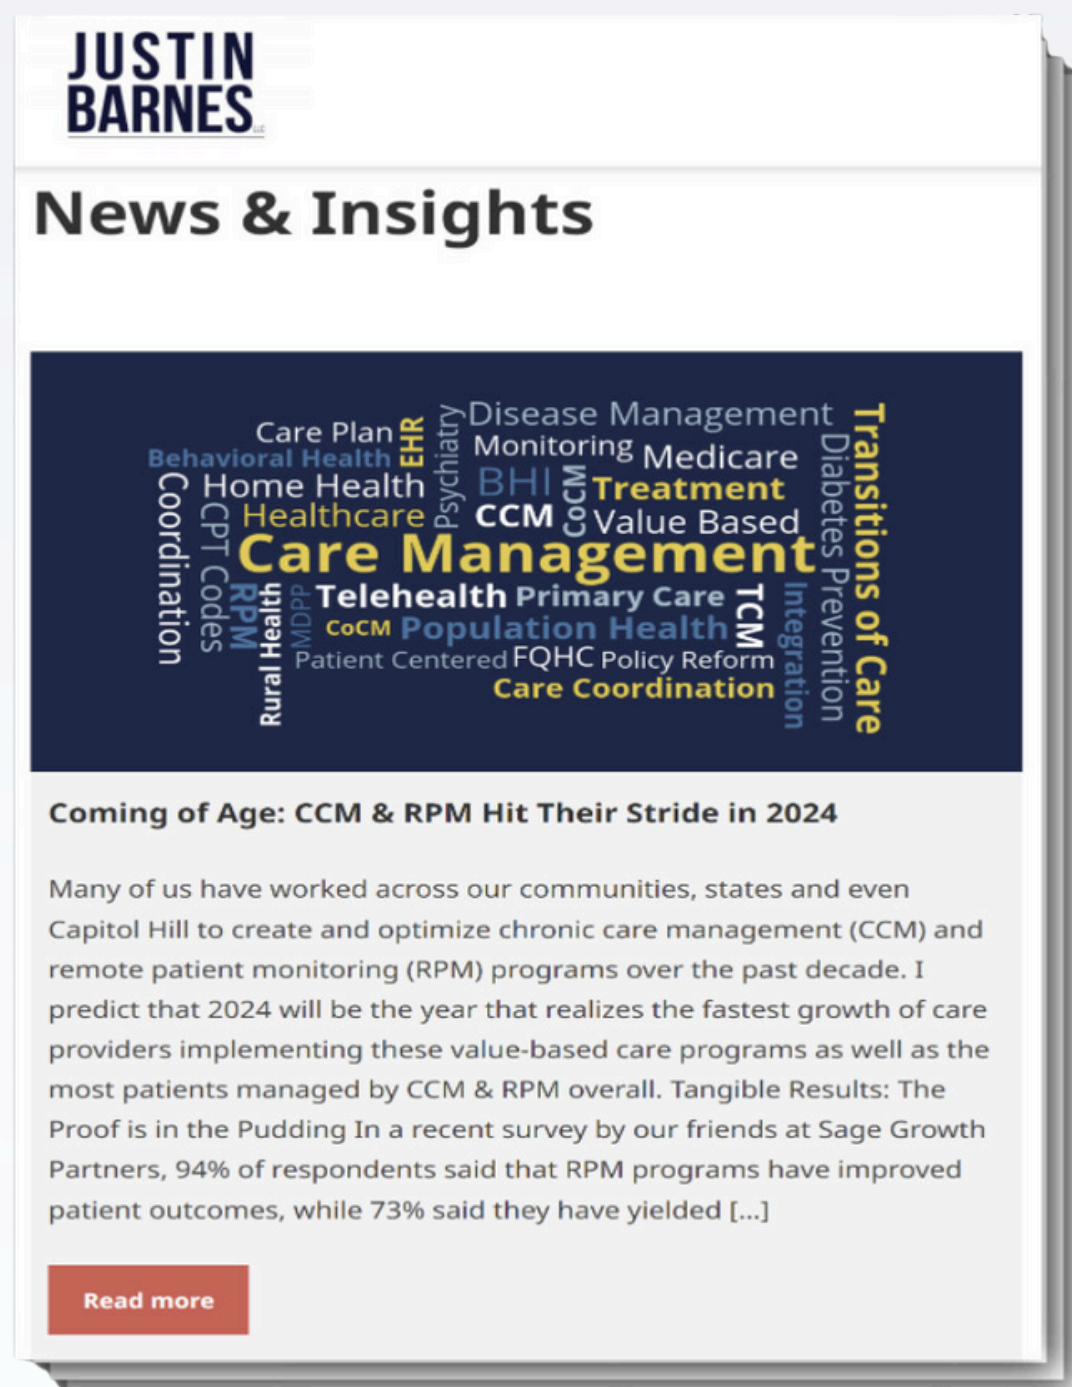 JUSTIN
BARNES LLC
News & Insights
Care Plan
EHR
Psychiatry
Disease Management
Behavioral Health
Monitoring
Medicare
Home Health
BHI
CoCM
Treatment
Healthcare
CCM
Value Based
Coordination
CPT Codes
Care Management
Diabetes Prevention
Transitions of Care
RPM
Rural Health
MDPP
Telehealth
Primary Care
TCM
Integration
CoCM
Population Health
Patient Centered
FQHC
Policy Reform
Care Coordination
Coming of Age: CCM & RPM Hit Their Stride in 2024
Many of us have worked across our communities, states and even
Capitol Hill to create and optimize chronic care management (CCM) and
remote patient monitoring (RPM) programs over the past decade. I
predict that 2024 will be the year that realizes the fastest growth of care
providers implementing these value-based care programs as well as the
most patients managed by CCM & RPM overall. Tangible Results: The
Proof is in the Pudding In a recent survey by our friends at Sage Growth
Partners, 94% of respondents said that RPM programs have improved
patient outcomes, while 73% said they have yielded [...]
Read more